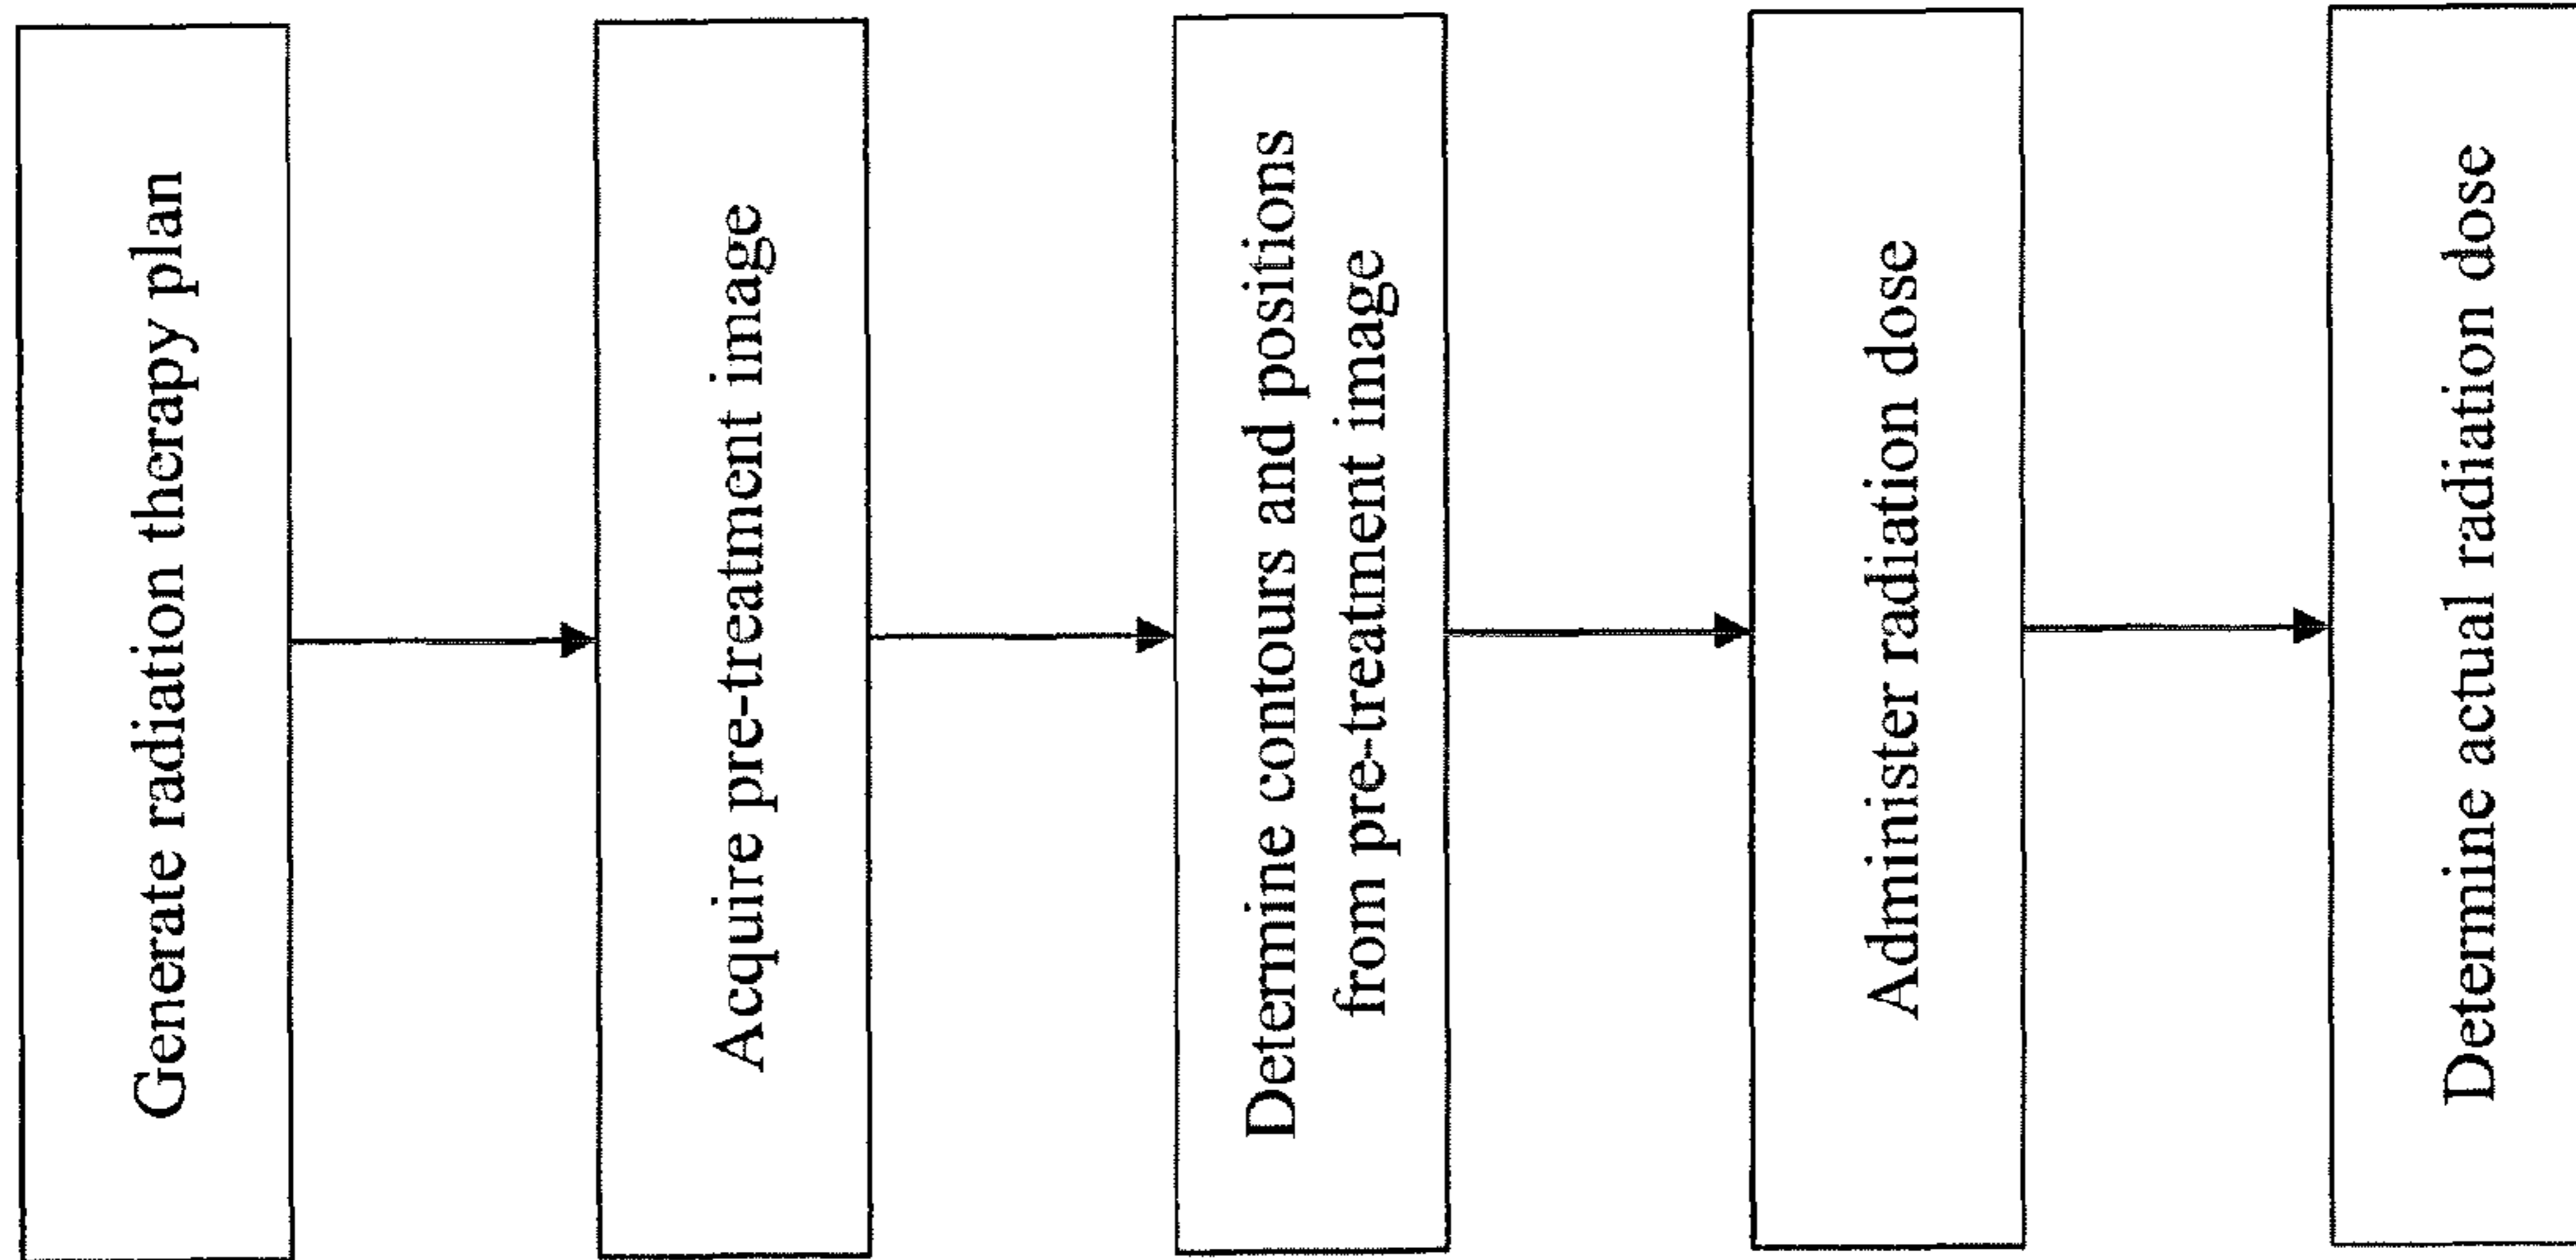 Generate radiation therapy plan
Acquire pre-treatment image
Determine contours and positions
from pre-treatment image
Administer radiation dose
Determine actual radiation dose